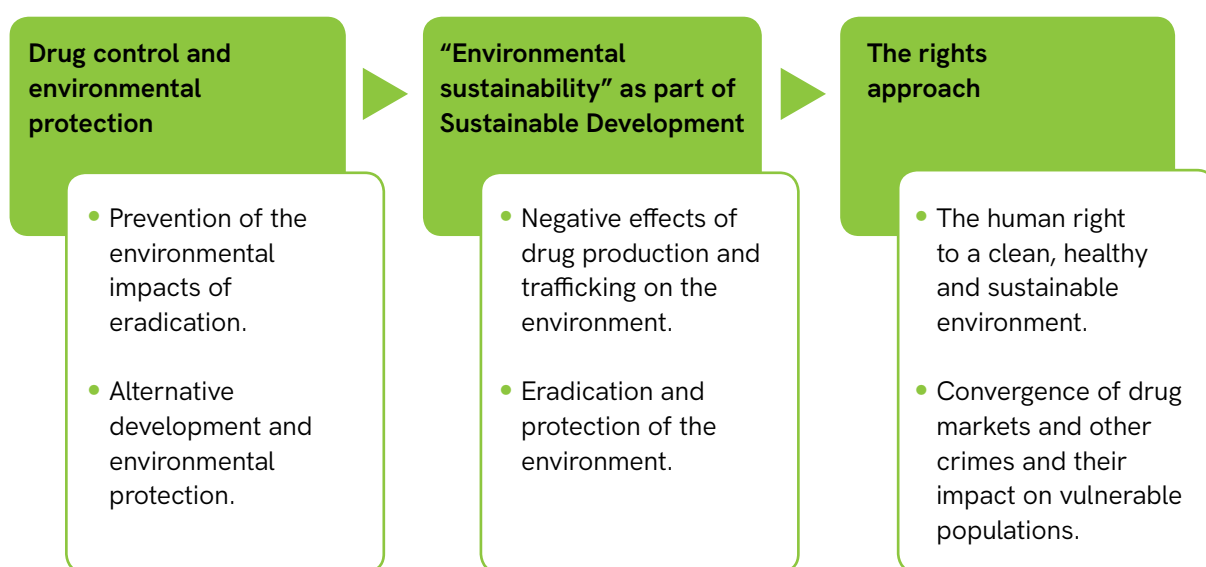 Drug control and
environmental
protection
• Prevention of the
environmental
impacts of
eradication.
• Alternative
development and
environmental
protection.
“Environmental
sustainability” as part of
Sustainable Development
• Negative effects of
drug production and
trafficking on the
environment.
• Eradication and
protection of the
environment.
The rights
approach
• The human right
to a clean, healthy
and sustainable
environment.
• Convergence of drug
markets and other
crimes and their
impact on vulnerable
populations.